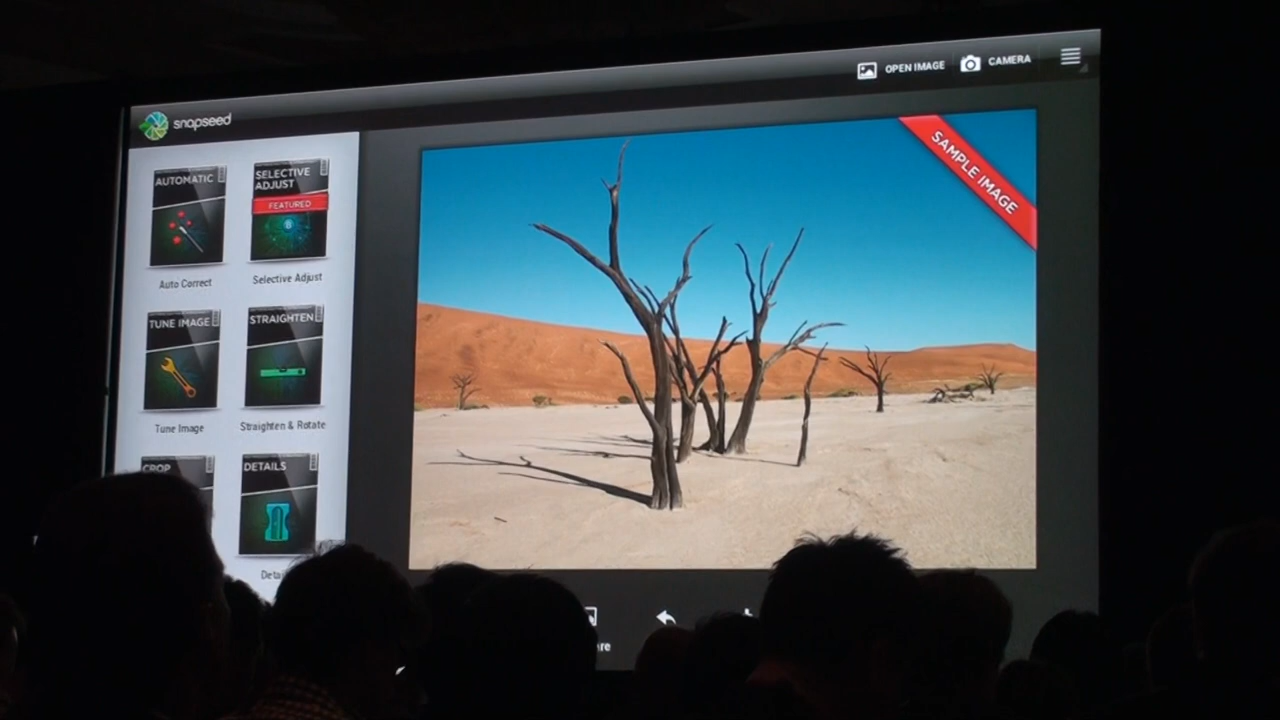 OPEN IMAGE
CAMERA
snapseed
SAMPLE IMAGE
AUTOMATIC
SELECTIVE
ADJUST
FEATURED
Auto Correct
Selective Adjust
TUNE IMAGE
STRAIGHTEN
Tune Image
Straighten & Rotate
CROP
DETAILS